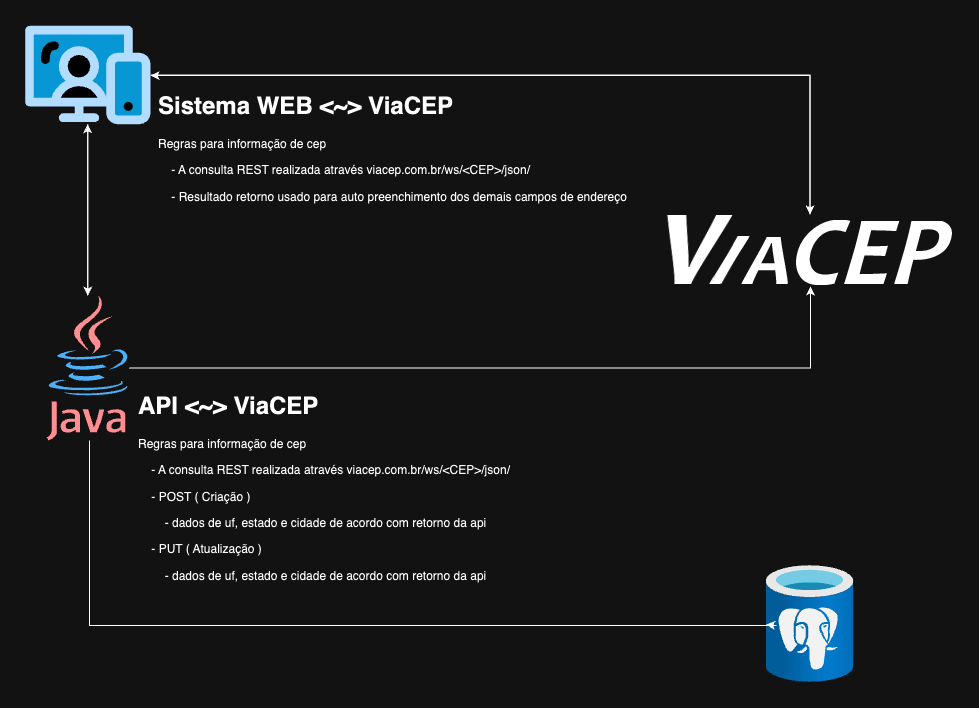 Sistema WEB <~> ViaCEP
Regras para informação de cep
- A consulta REST realizada através viacep.com.br/ws/<CEP>/json/
- Resultado retorno usado para auto preenchimento dos demais campos de endereço
VIACEP
Java
API <~> ViaCEP
Regras para informação de cep
- A consulta REST realizada através viacep.com.br/ws/<CEP>/json/
- POST ( Criação )
- dados de uf, estado e cidade de acordo com retorno da api
- PUT ( Atualização )
- dados de uf, estado e cidade de acordo com retorno da api